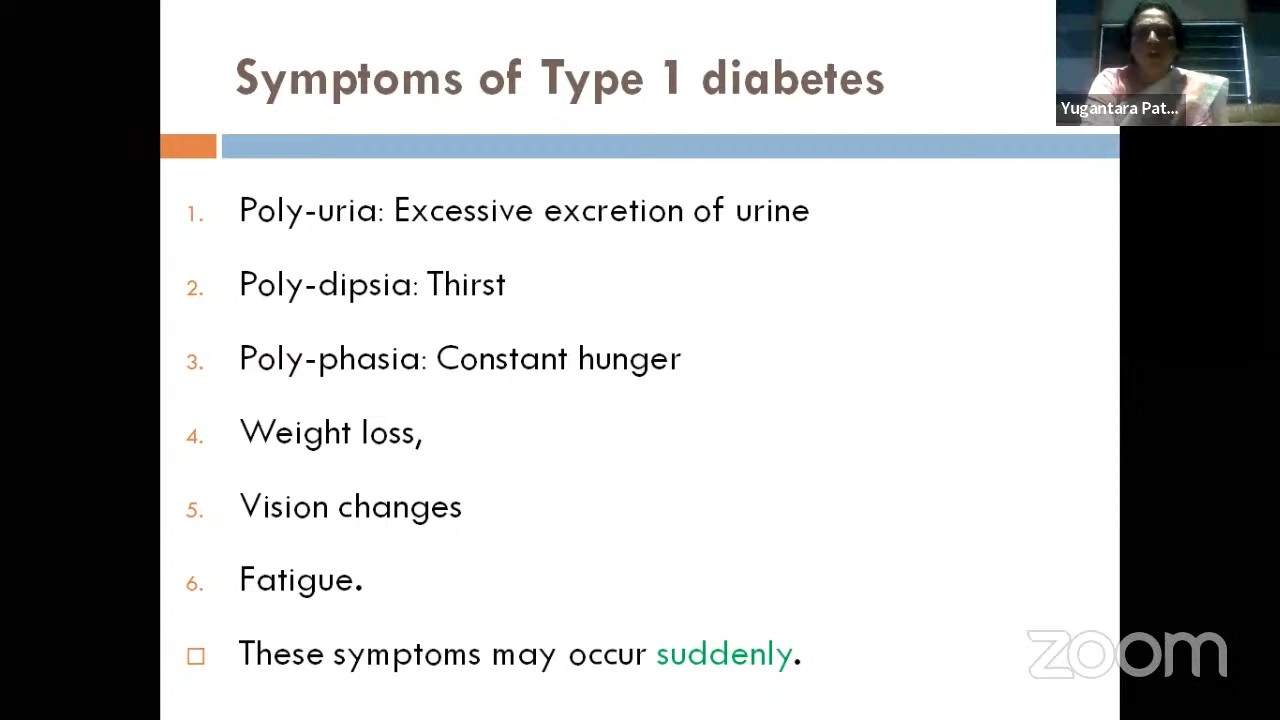 Symptoms of Type 1 diabetes
Yugantara Pat...
1. Poly-uria: Excessive excretion of urine
2. Poly-dipsia: Thirst
3. Poly-phasia: Constant hunger
4. Weight loss,
5. Vision changes
6. Fatigue.
These symptoms may occur suddenly.
zoom